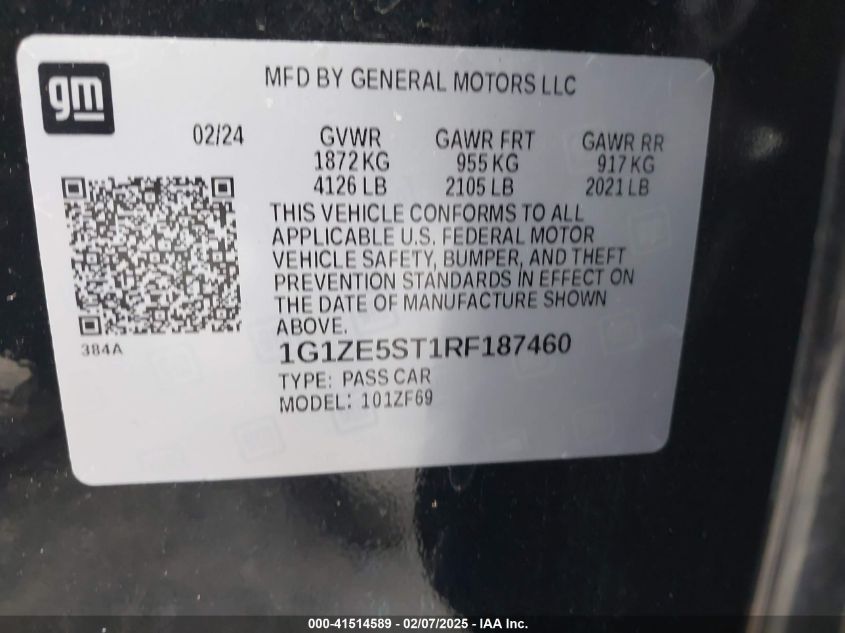 gm
MFD BY GENERAL MOTORS LLC
02/24 GVWR GAWR FRT GAWR RR
1872 KG 955 KG 917 KG
4126 LB 2105 LB 2021 LB
THIS VEHICLE CONFORMS TO ALL
APPLICABLE U.S. FEDERAL MOTOR
VEHICLE SAFETY, BUMPER, AND THEFT
PREVENTION STANDARDS IN EFFECT ON
THE DATE OF MANUFACTURE SHOWN
ABOVE.
384A
1G1ZE5ST1RF187460
TYPE: PASS CAR
MODEL: 101ZF69
000-41514589 - 02/07/2025 - IAA Inc.